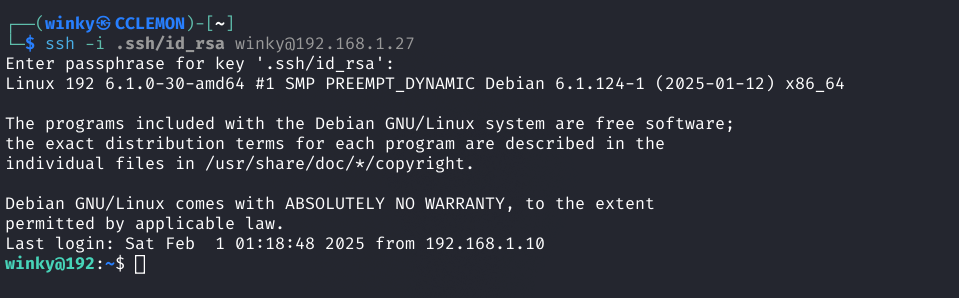 ┌──(winky㉿CCLEMON)-[~]
└─$ ssh -i .ssh/id_rsa winky@192.168.1.27
Enter passphrase for key '.ssh/id_rsa':
Linux 192 6.1.0-30-amd64 #1 SMP PREEMPT_DYNAMIC Debian 6.1.124-1 (2025-01-12) x86_64
The programs included with the Debian GNU/Linux system are free software;
the exact distribution terms for each program are described in the
individual files in /usr/share/doc/*/copyright.
Debian GNU/Linux comes with ABSOLUTELY NO WARRANTY, to the extent
permitted by applicable law.
Last login: Sat Feb  1 01:18:48 2025 from 192.168.1.10
winky@192:~$